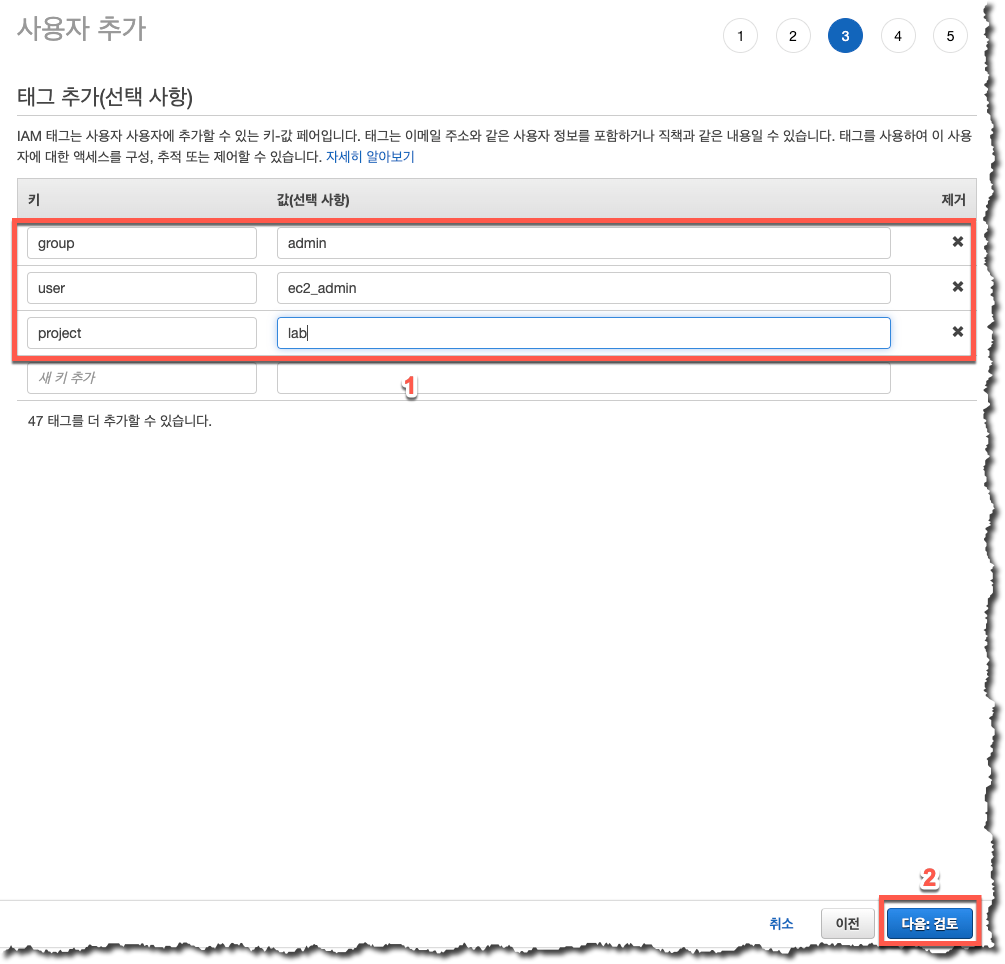 사용자 추가
1 2 3 4 5
태그 추가(선택 사항)
IAM 태그는 사용자 사용자에 추가할 수 있는 키-값 페어입니다. 태그는 이메일 주소와 같은 사용자 정보를 포함하거나 직책과 같은 내용일 수 있습니다. 태그를 사용하여 이 사용
자에 대한 액세스를 구성, 추적 또는 제어할 수 있습니다. 자세히 알아보기
키 값(선택 사항) 제거
group admin ✖
user ec2_admin ✖
project lab ✖
새 키 추가
1
47 태그를 더 추가할 수 있습니다.
2
취소 이전 다음: 검토